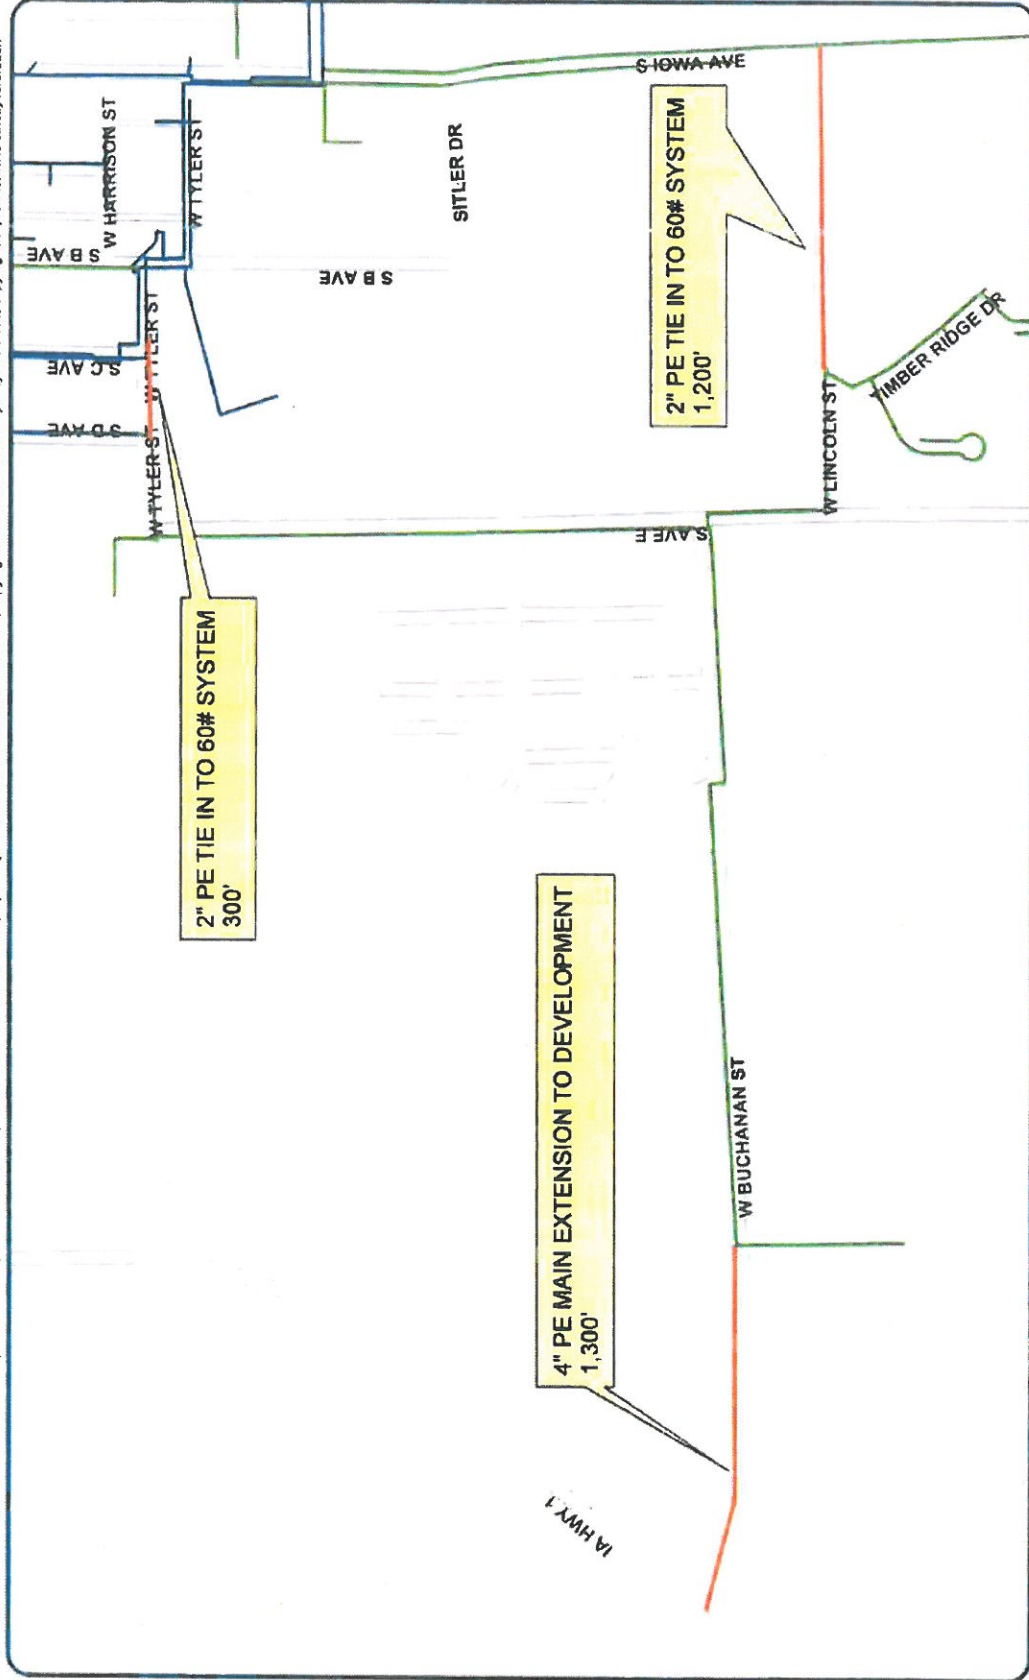 W HARRISON ST
W TYLER ST
S B AVE
S C AVE
S D AVE
W TYLER ST
W TYLER ST
S B AVE
SITLER DR
S IOWA AVE
2" PE TIE IN TO 60# SYSTEM
300'
2" PE TIE IN TO 60# SYSTEM
1,200'
S AVE E
W LINCOLN ST
TIMBER RIDGE DR
4" PE MAIN EXTENSION TO DEVELOPMENT
1,300'
W BUCHANAN ST
IA HWY 1